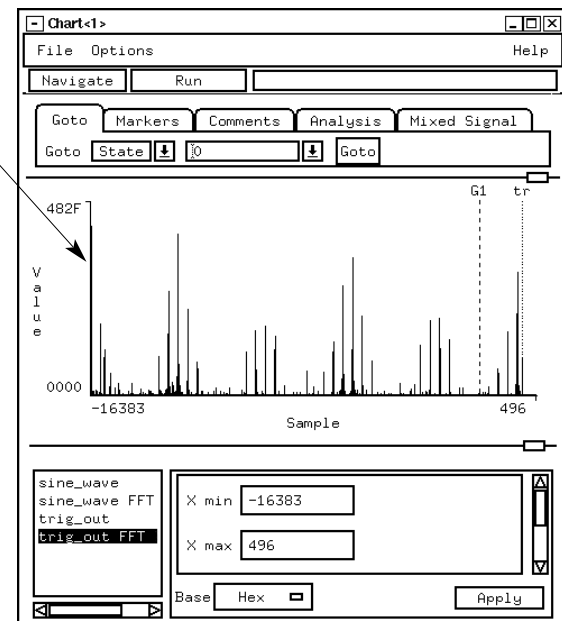 Chart<1>
File Options Help
Navigate Run
Goto Markers Comments Analysis Mixed Signal
Goto State 0 Goto
G1 tr
482F
Value
0000
-16383 496
Sample
sine_wave
sine_wave FFT
trig_out
trig_out FFT
X min -16383
X max 496
Base Hex Apply